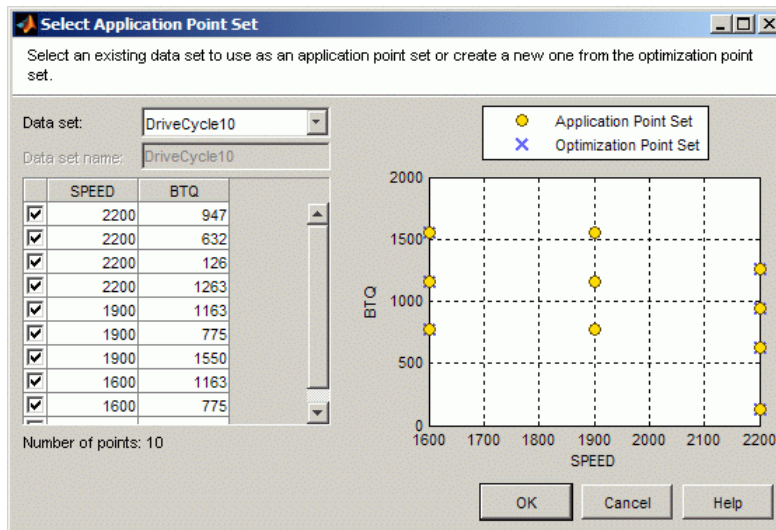 Select Application Point Set
Select an existing data set to use as an application point set or create a new one from the optimization point
set.
Data set:
DriveCycle10
Data set name:
DriveCycle10
SPEED BTQ
2200 947
2200 632
2200 126
2200 1263
1900 1163
1900 775
1900 1550
1600 1163
1600 775
Number of points: 10
Application Point Set
Optimization Point Set
2000
1500
1000
500
0
BTQ
1600 1700 1800 1900 2000 2100 2200
SPEED
OK Cancel Help